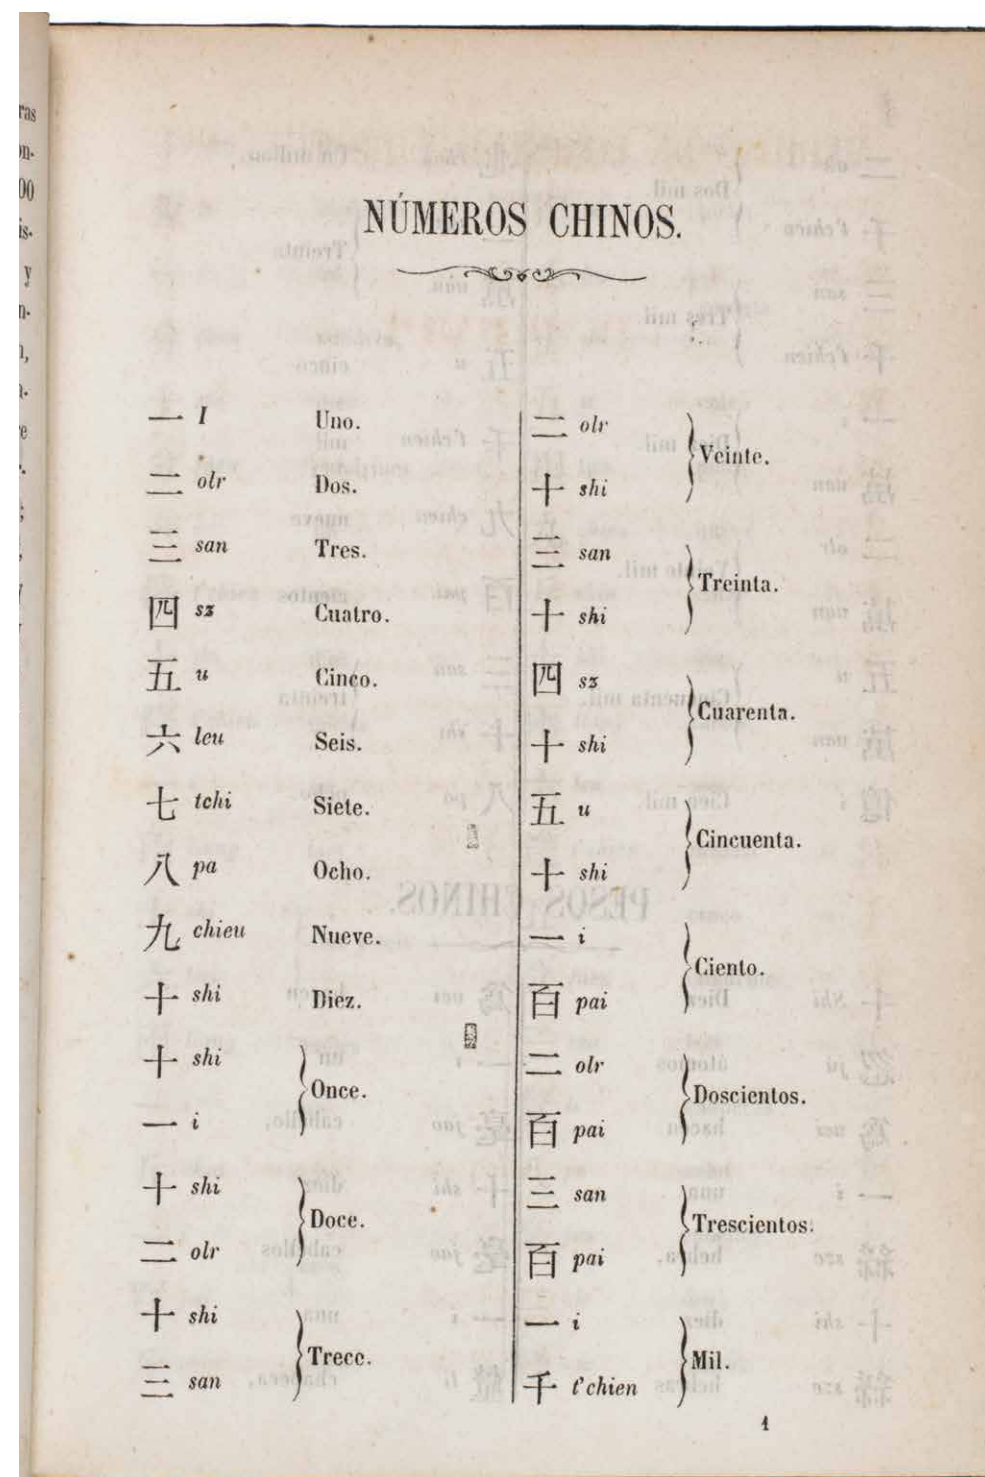 NÚMEROS CHINOS.
一 I Uno.
二 olr Dos.
三 san Tres.
四 sz Cuatro.
五 u Cinco.
六 leu Seis.
七 tchi Siete.
八 pa Ocho.
九 chieu Nueve.
十 shi Diez.
十 shi
Once.
一 i
十 shi
Doce.
二 olr
十 shi
Trece.
三 san
二 olr
Veinte.
十 shi
三 san
Treinta.
十 shi
四 sz
Cuarenta.
十 shi
五 u
Cincuenta.
十 shi
一 i
Ciento.
百 pai
二 olr
Doscientos.
百 pai
三 san
Trescientos.
百 pai
一 i
Mil.
千 t'chien
1